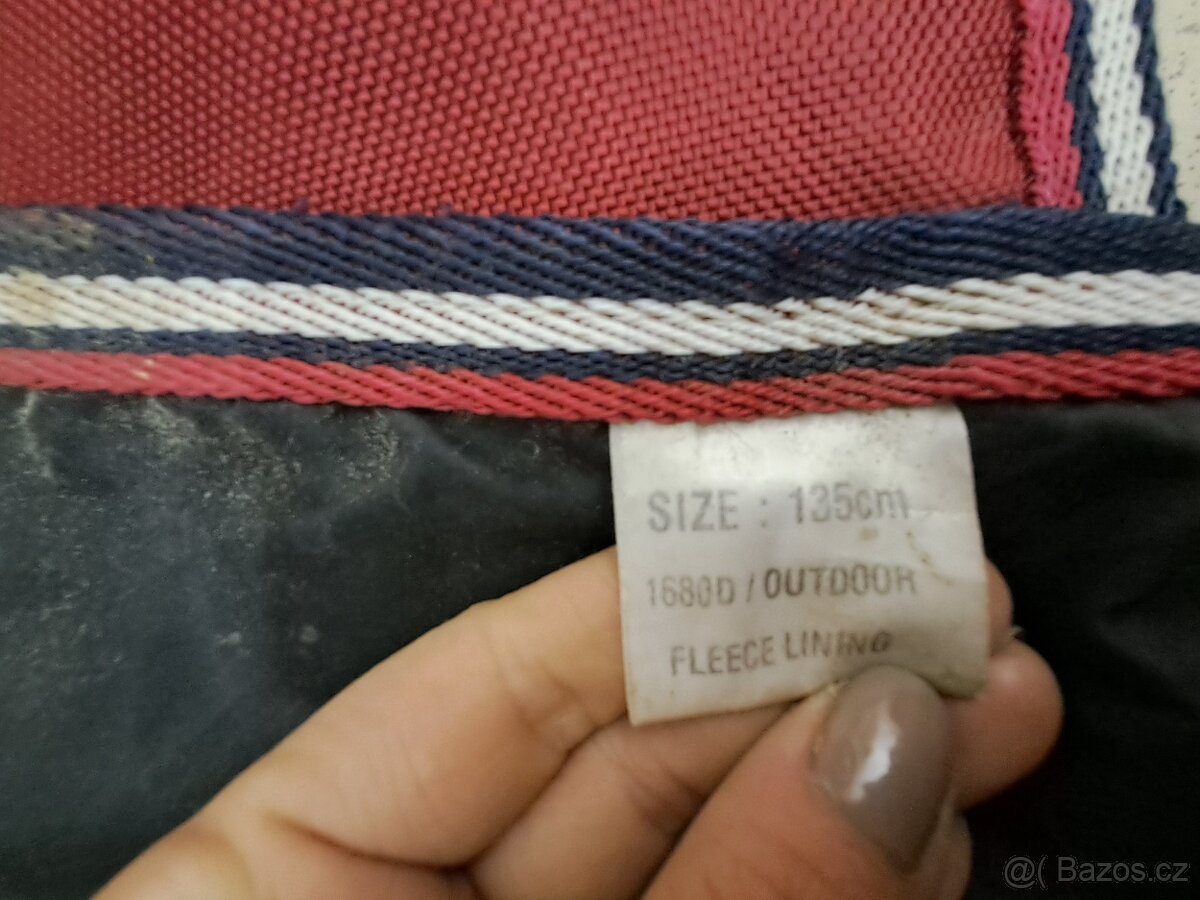 SIZE : 135cm
1680D / OUTDOOR
FLEECE LINING
@( Bazos.cz